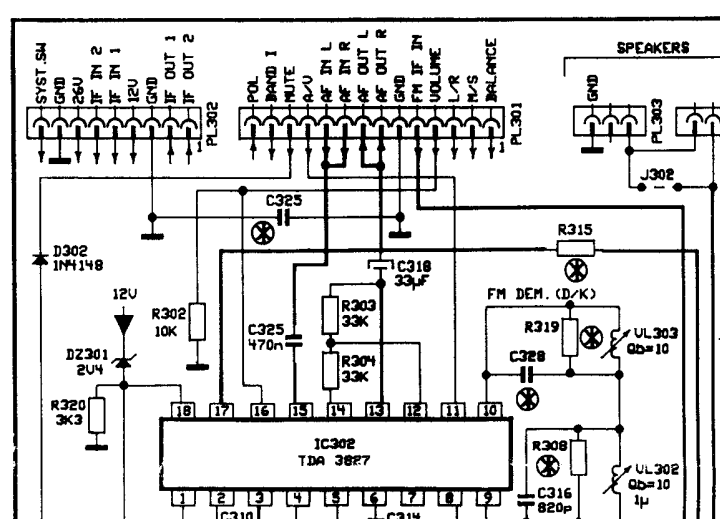 SYST.SW
GND
26V
IF IN 2
IF IN 1
12V
GND
IF OUT 1
IF OUT 2
1
PL302
POL
BAND I
MUTE
A/V
AF IN L
AF IN R
AF OUT L
AF OUT R
GND
FM IF IN
VOLUME
L/R
M/S
BALANCE
1
PL301
SPEAKERS
GND
PL303
J302
C325
R315
D302
1N4148
C318
33µF
FM DEM.(D/K)
12V
R302
10K
R303
33K
R319
VL303
Qb=10
C325
470n
DZ301
2V4
R304
33K
C328
R320
3K3
18 17 16 15 14 13 12 11 10
IC302
TDA 3827
R308
VL302
Qb=10
1µ
C316
820p
1 2 3 4 5 6 7 8 9
C310
C314